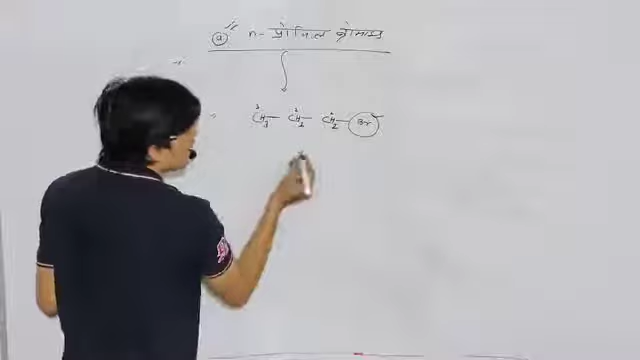 (a) n- प्रोपिल ब्रोमाइड
CH₃ — CH₂ — CH₂ — Br